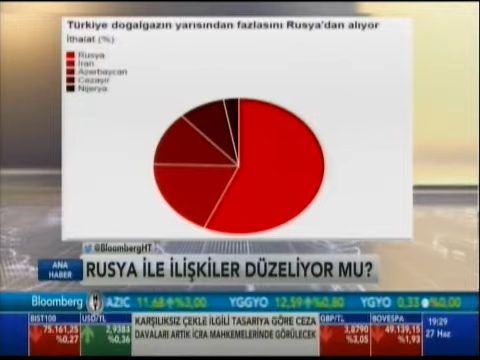 Türkiye doğalgazın yarısından fazlasını Rusya'dan alıyor
İthalat (%)
Rusya
İran
Azerbaycan
Cezayir
Nijerya
@BloombergHT
ANA
HABER
RUSYA İLE İLİŞKİLER DÜZELİYOR MU?
Bloomberg HT AZIC 11,68 3,00 YGGYO 12,59 0,80 YGYO 0,33 0,00
BIST100
75.161,25
%0,27
USD/TL
2,9383
%0,36
KARŞILIKSIZ ÇEKLE İLGİLİ TASARIYA GÖRE CEZA
DAVALARI ARTIK İCRA MAHKEMELERİNDE GÖRÜLECEK
GBP/TL
3,8790
%3,05
BOVESPA
49.139,15
%1,93
19:29
27 Haz